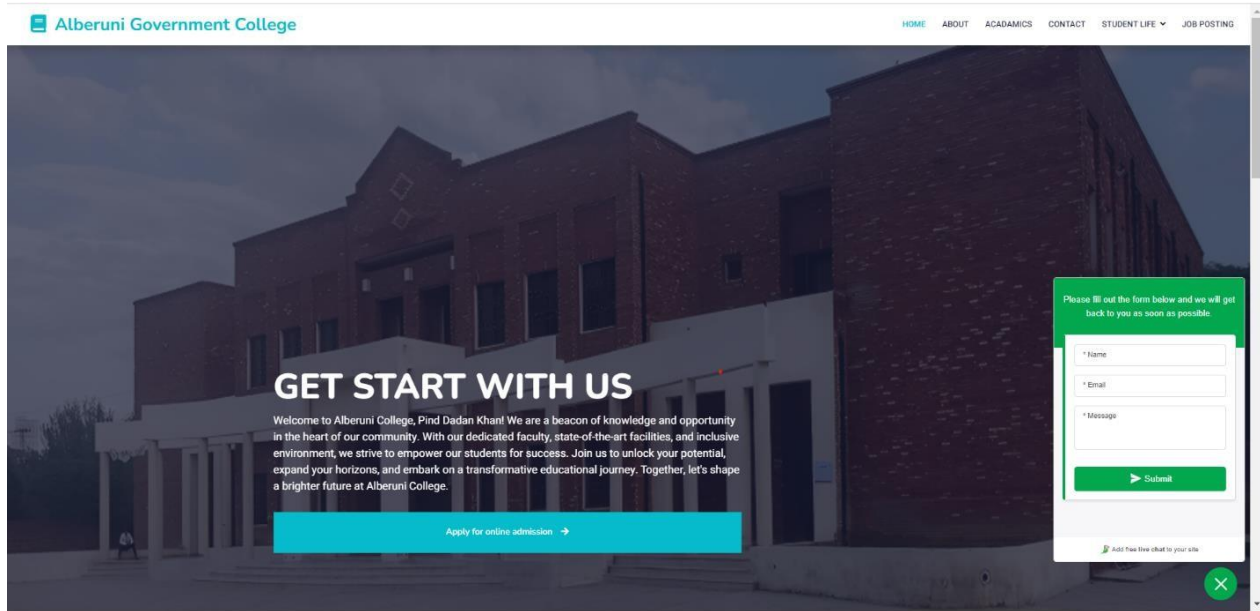 Alberuni Government College
HOME ABOUT ACADAMICS CONTACT STUDENT LIFE JOB POSTING
GET START WITH US
Welcome to Alberuni College, Pind Dadan Khan! We are a beacon of knowledge and opportunity
in the heart of our community. With our dedicated faculty, state-of-the-art facilities, and inclusive
environment, we strive to empower our students for success. Join us to unlock your potential,
expand your horizons, and embark on a transformative educational journey. Together, let's shape
a brighter future at Alberuni College.
Apply for online admission
Please fill out the form below and we will get
back to you as soon as possible.
* Name
* Email
* Message
Submit
Add free live chat to your site